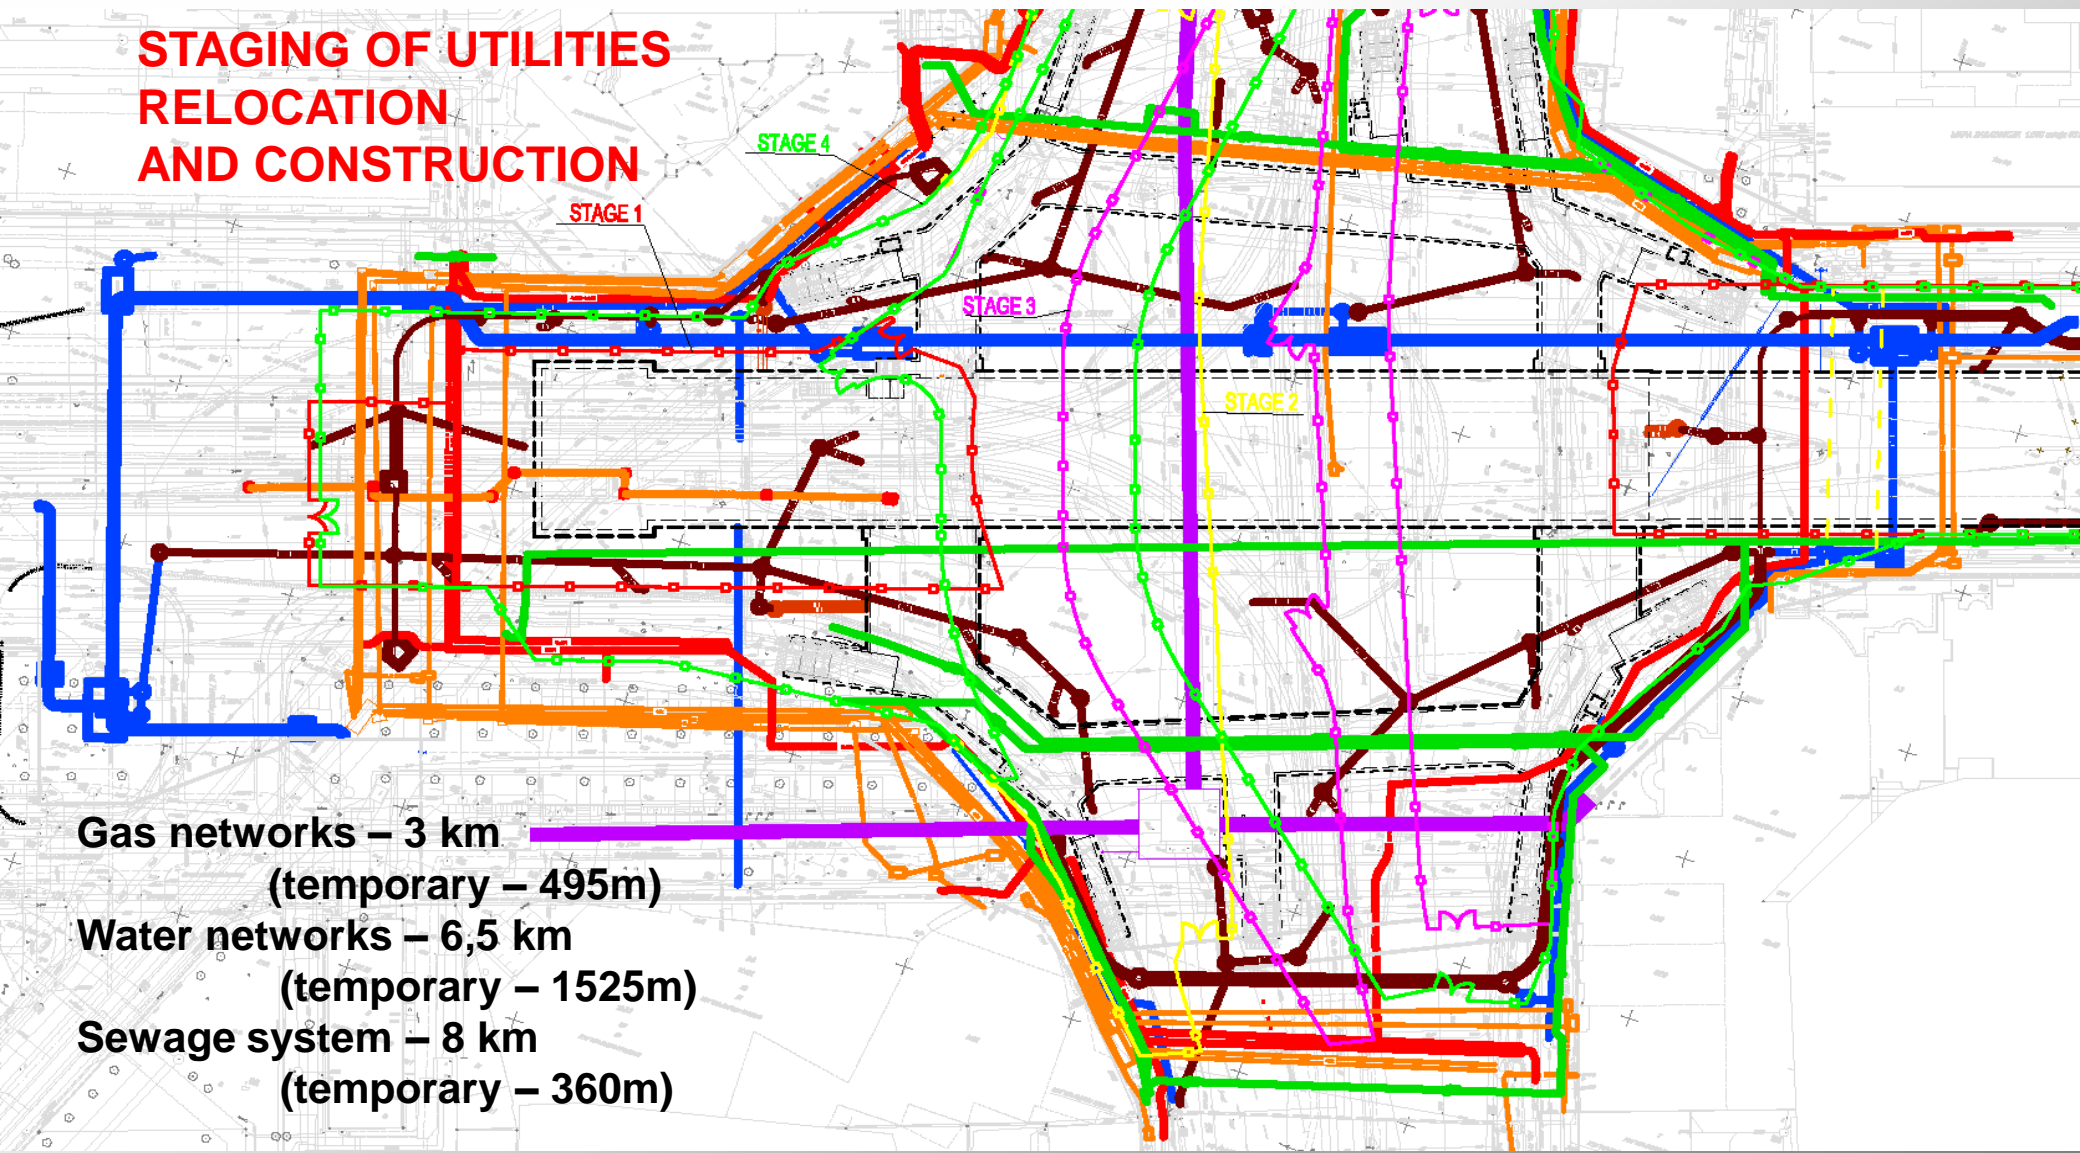 STAGING OF UTILITIES
RELOCATION
AND CONSTRUCTION
STAGE 4
STAGE 1
STAGE 3
STAGE 2
Gas networks – 3 km
(temporary – 495m)
Water networks – 6,5 km
(temporary – 1525m)
Sewage system – 8 km
(temporary – 360m)